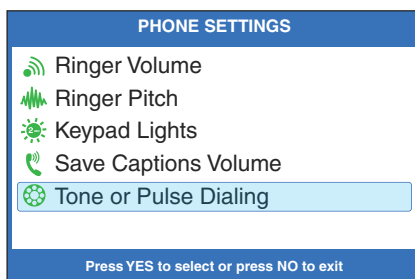 PHONE SETTINGS
Ringer Volume
Ringer Pitch
Keypad Lights
Save Captions Volume
Tone or Pulse Dialing
Press YES to select or press NO to exit